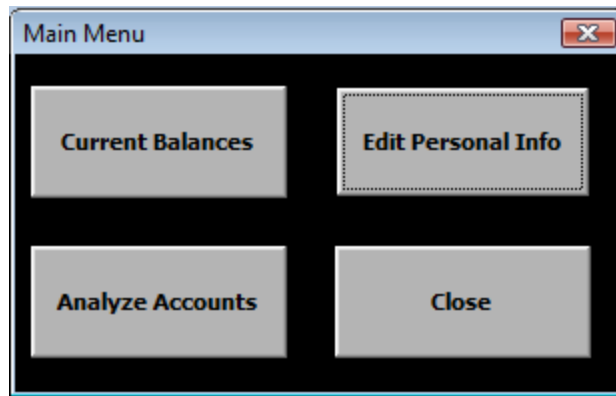 Main Menu
Current Balances
Edit Personal Info
Analyze Accounts
Close